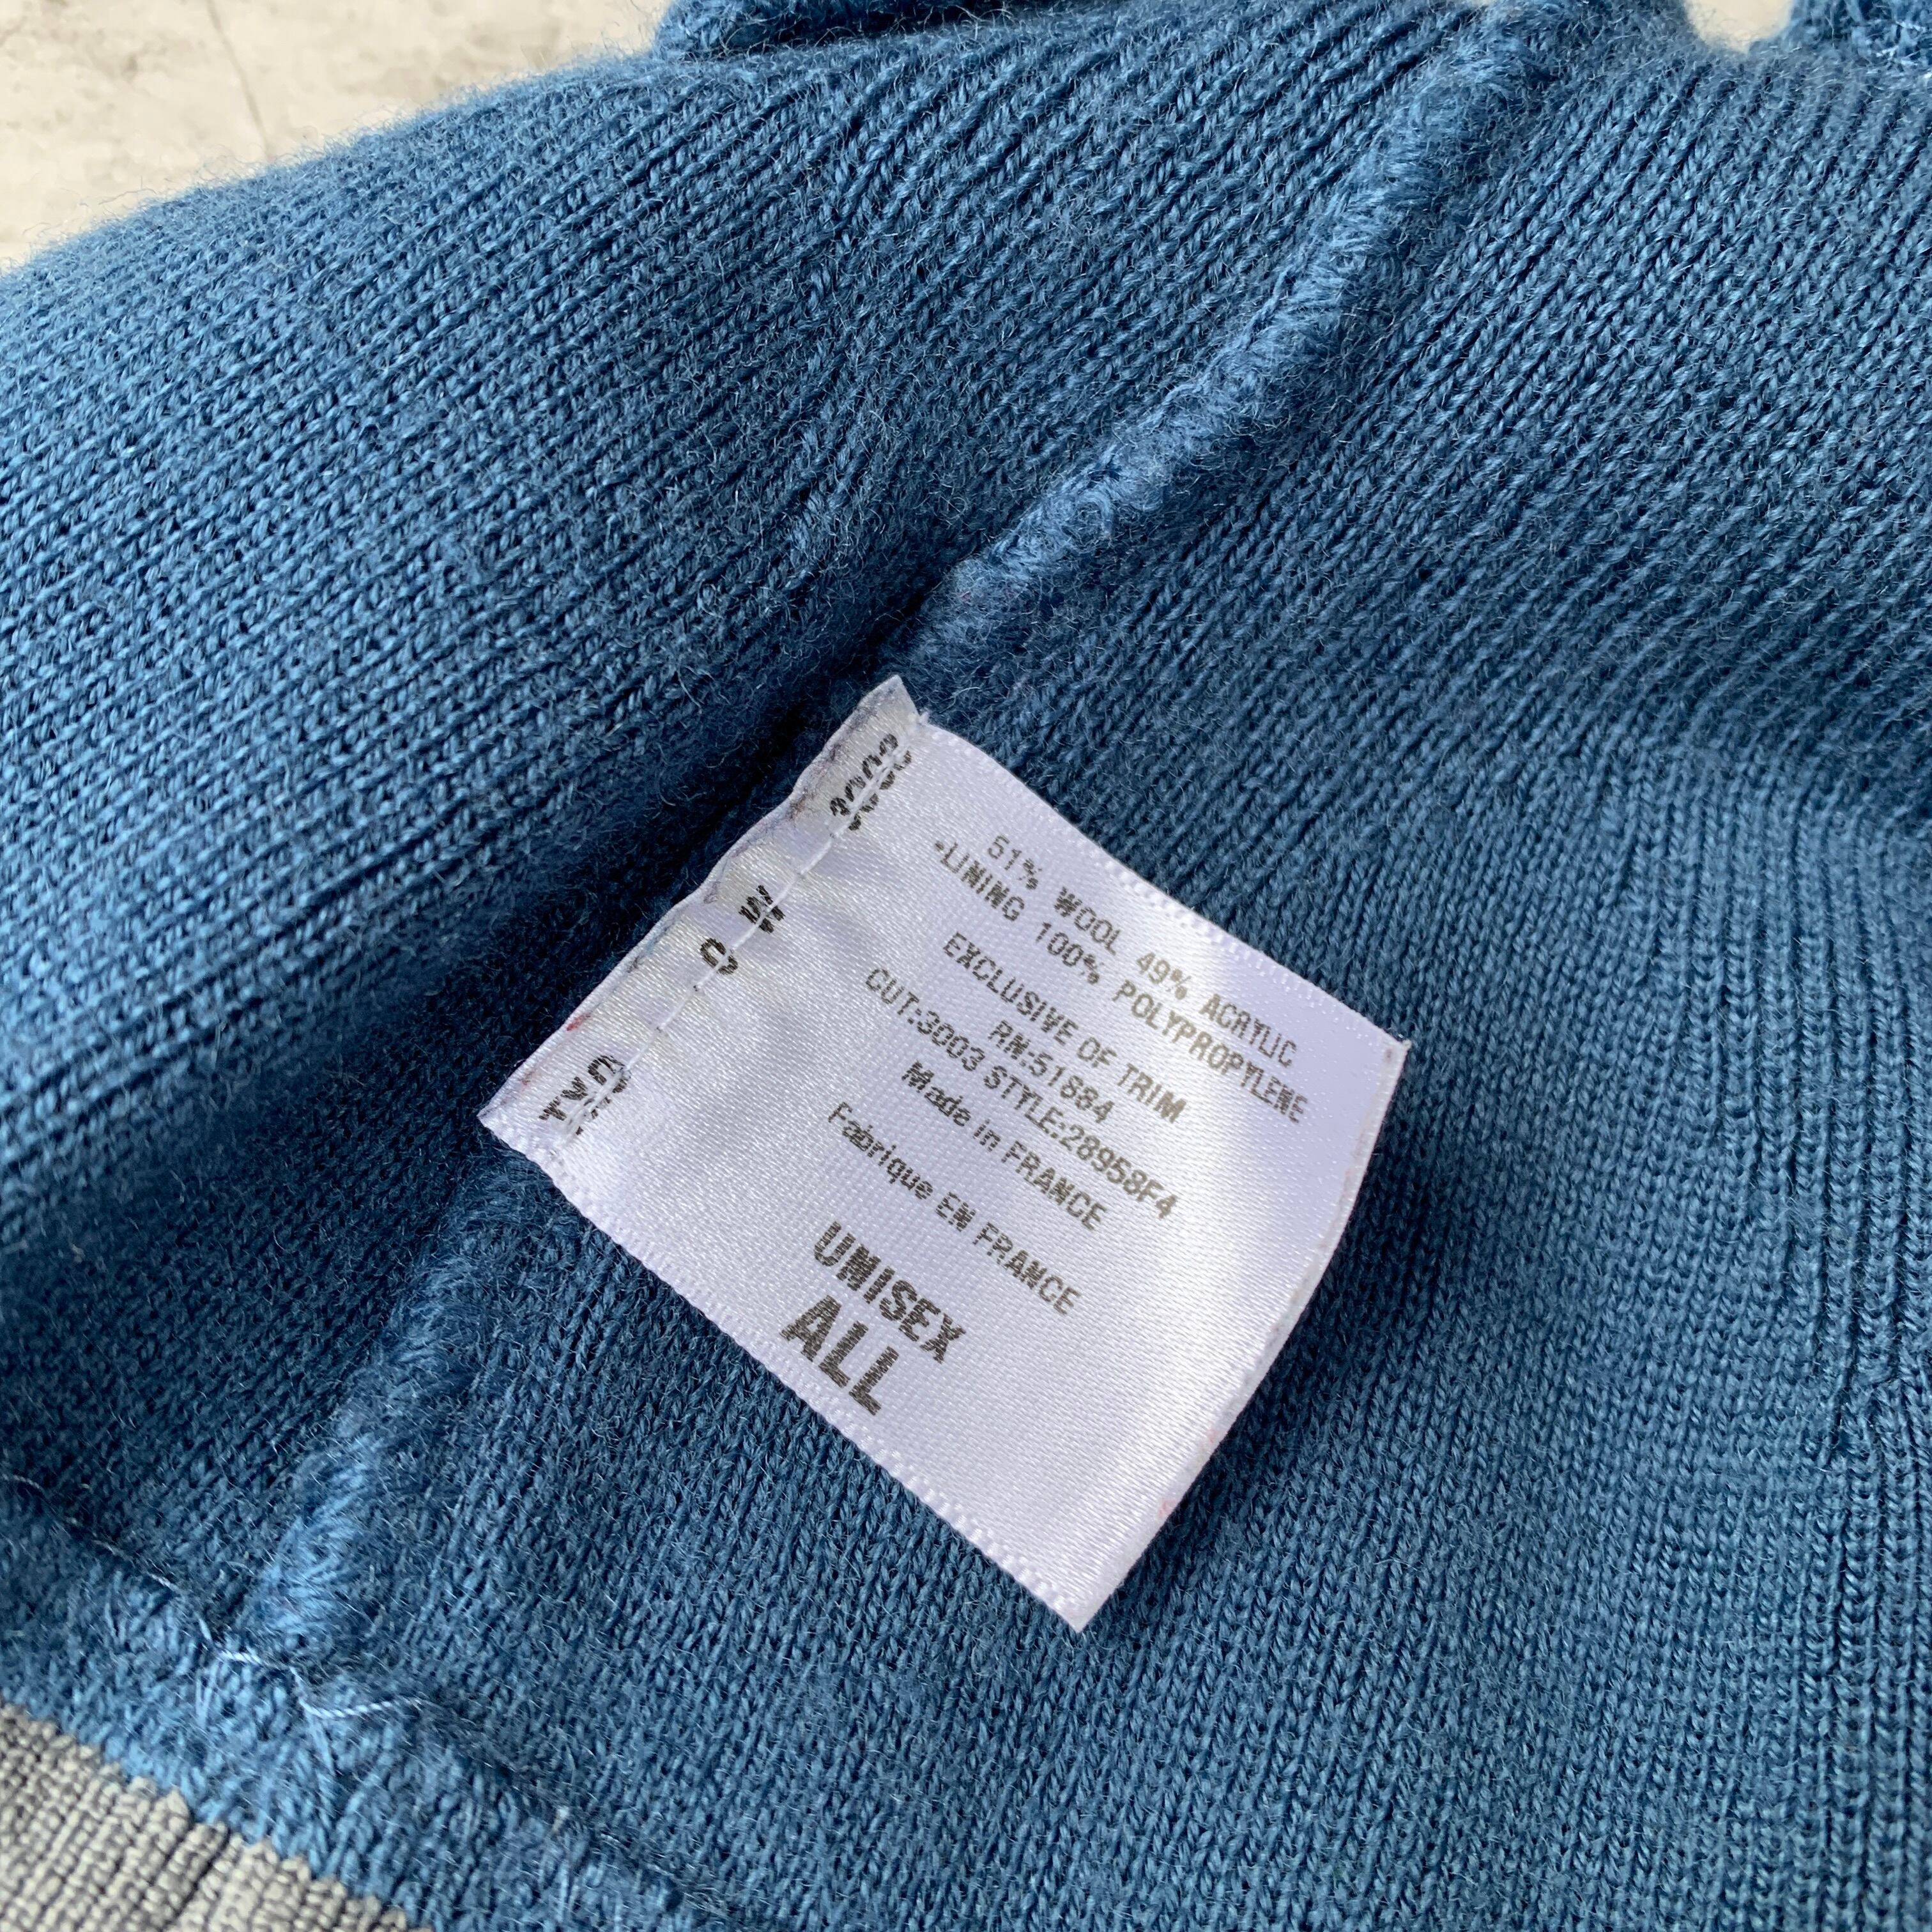 51% WOOL 49% ACRYLIC
-LINING 100% POLYPROPYLENE
EXCLUSIVE OF TRIM
RN:51884
CUT:3003 STYLE:28958F4
Made in FRANCE
Fabrique EN FRANCE
UNISEX
ALL